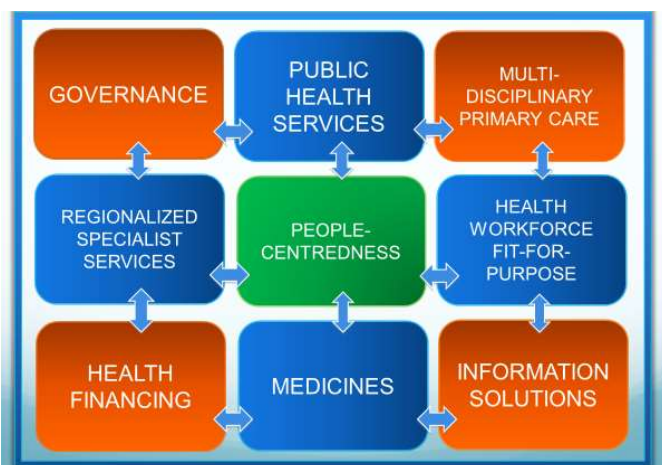 GOVERNANCE
PUBLIC
HEALTH
SERVICES
MULTI-
DISCIPLINARY
PRIMARY CARE
REGIONALIZED
SPECIALIST
SERVICES
PEOPLE-
CENTREDNESS
HEALTH
WORKFORCE
FIT-FOR-
PURPOSE
HEALTH
FINANCING
MEDICINES
INFORMATION
SOLUTIONS